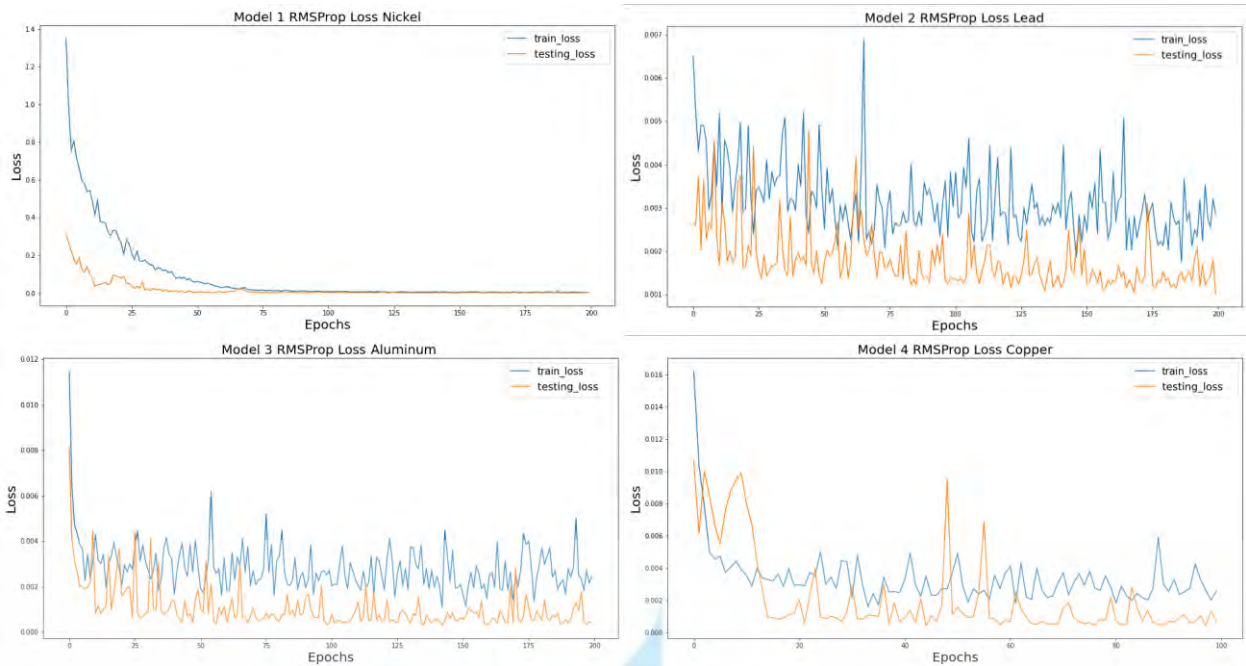 Model 1 RMSProp Loss Nickel
1.4
1.2
1.0
0.8
0.6
0.4
0.2
0.0
Loss
train_loss
testing_loss
0 25 50 75 100 125 150 175 200
Epochs
Model 2 RMSProp Loss Lead
0.007
0.006
0.005
0.004
0.003
0.002
0.001
Loss
train_loss
testing_loss
0 25 50 75 100 125 150 175 200
Epochs
Model 3 RMSProp Loss Aluminum
0.012
0.010
0.008
0.006
0.004
0.002
0.000
Loss
train_loss
testing_loss
0 25 50 75 100 125 150 175 200
Epochs
Model 4 RMSProp Loss Copper
0.016
0.014
0.012
0.010
0.008
0.006
0.004
0.002
0.000
Loss
train_loss
testing_loss
0 20 40 60 80 100
Epochs